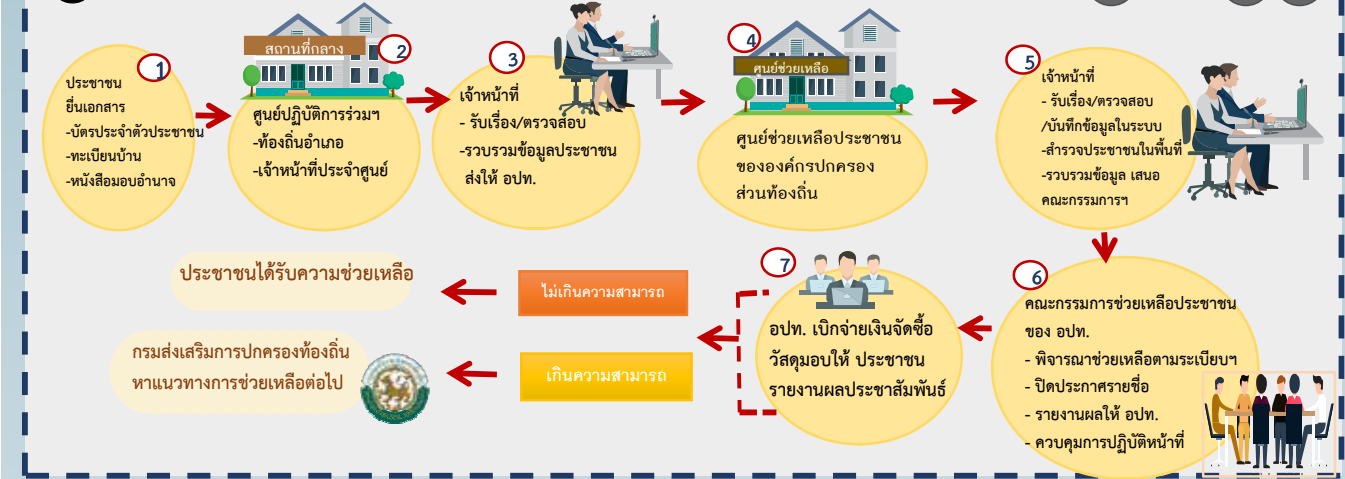 1
ประชาชน
ยื่นเอกสาร
-บัตรประจำตัวประชาชน
-ทะเบียนบ้าน
-หนังสือมอบอำนาจ
สถานที่กลาง
2
ศูนย์ปฏิบัติการร่วมฯ
-ท้องถิ่นอำเภอ
-เจ้าหน้าที่ประจำศูนย์
3
เจ้าหน้าที่
- รับเรื่อง/ตรวจสอบ
-รวบรวมข้อมูลประชาชน
ส่งให้ อปท.
4
ศูนย์ช่วยเหลือ
ศูนย์ช่วยเหลือประชาชน
ขององค์กรปกครอง
ส่วนท้องถิ่น
5
เจ้าหน้าที่
- รับเรื่อง/ตรวจสอบ
/บันทึกข้อมูลในระบบ
-สำรวจประชาชนในพื้นที่
-รวบรวมข้อมูล เสนอ
คณะกรรมการฯ
6
คณะกรรมการช่วยเหลือประชาชน
ของ อปท.
- พิจารณาช่วยเหลือตามระเบียบฯ
- ปิดประกาศรายชื่อ
- รายงานผลให้ อปท.
- ควบคุมการปฏิบัติหน้าที่
7
อปท. เบิกจ่ายเงินจัดซื้อ
วัสดุมอบให้ ประชาชน
รายงานผลประชาสัมพันธ์
ไม่เกินความสามารถ
ประชาชนได้รับความช่วยเหลือ
เกินความสามารถ
กรมส่งเสริมการปกครองท้องถิ่น
หาแนวทางการช่วยเหลือต่อไป